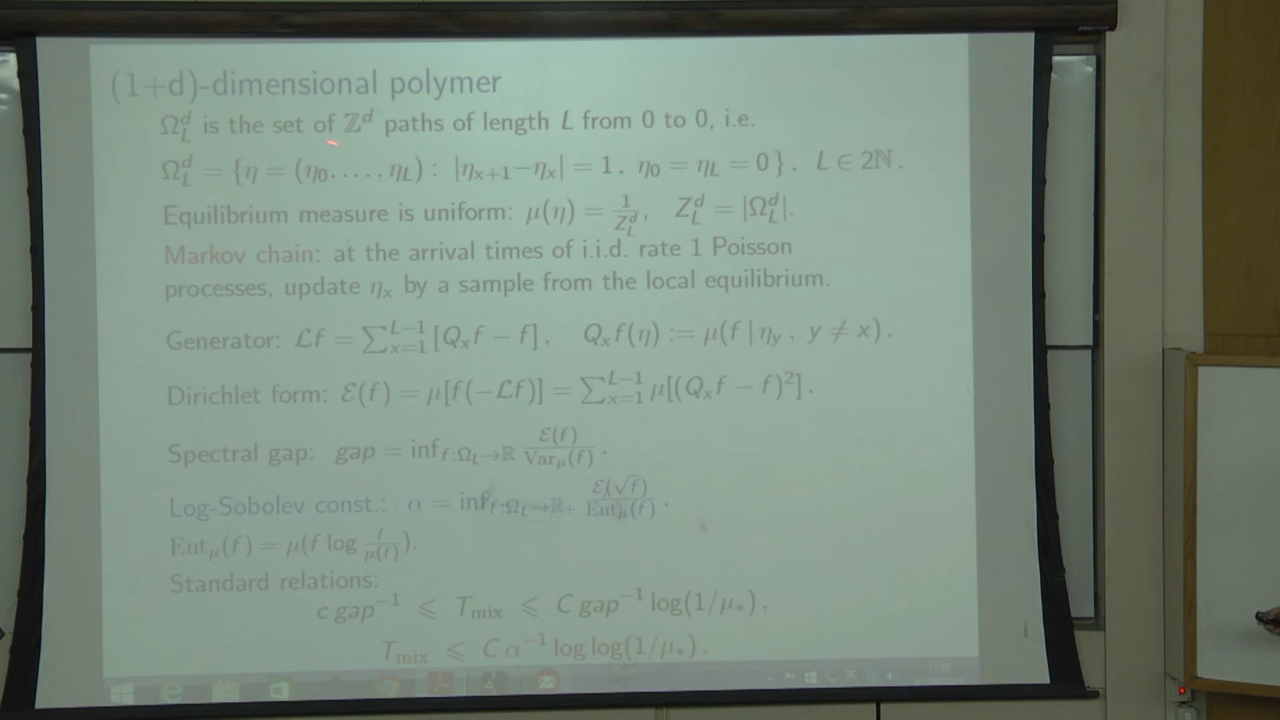 (1+d)-dimensional polymer
Ω_L^d is the set of ℤ^d paths of length L from 0 to 0, i.e.
Ω_L^d = {η = (η_0, …, η_L) : |η_{x+1}−η_x| = 1, η_0 = η_L = 0}, L ∈ 2ℕ.
Equilibrium measure is uniform: μ(η) = 1/Z_L^d, Z_L^d = |Ω_L^d|.
Markov chain: at the arrival times of i.i.d. rate 1 Poisson
processes, update η_x by a sample from the local equilibrium.
Generator: ℒf = ∑_{x=1}^{L−1} [Q_x f − f], Q_x f(η) := μ(f | η_y, y ≠ x).
Dirichlet form: ℰ(f) = μ[f(−ℒf)] = ∑_{x=1}^{L−1} μ[(Q_x f − f)²].
Spectral gap: gap = inf_{f:Ω_L→ℝ} ℰ(f)/Var_μ(f).
Log-Sobolev const.: α = inf_{f:Ω_L→ℝ_+} ℰ(√f)/Ent_μ(f).
Ent_μ(f) = μ(f log f/μ(f)).
Standard relations:
c gap^{−1} ⩽ T_mix ⩽ C gap^{−1} log(1/μ_*),
T_mix ⩽ C α^{−1} log log(1/μ_*).